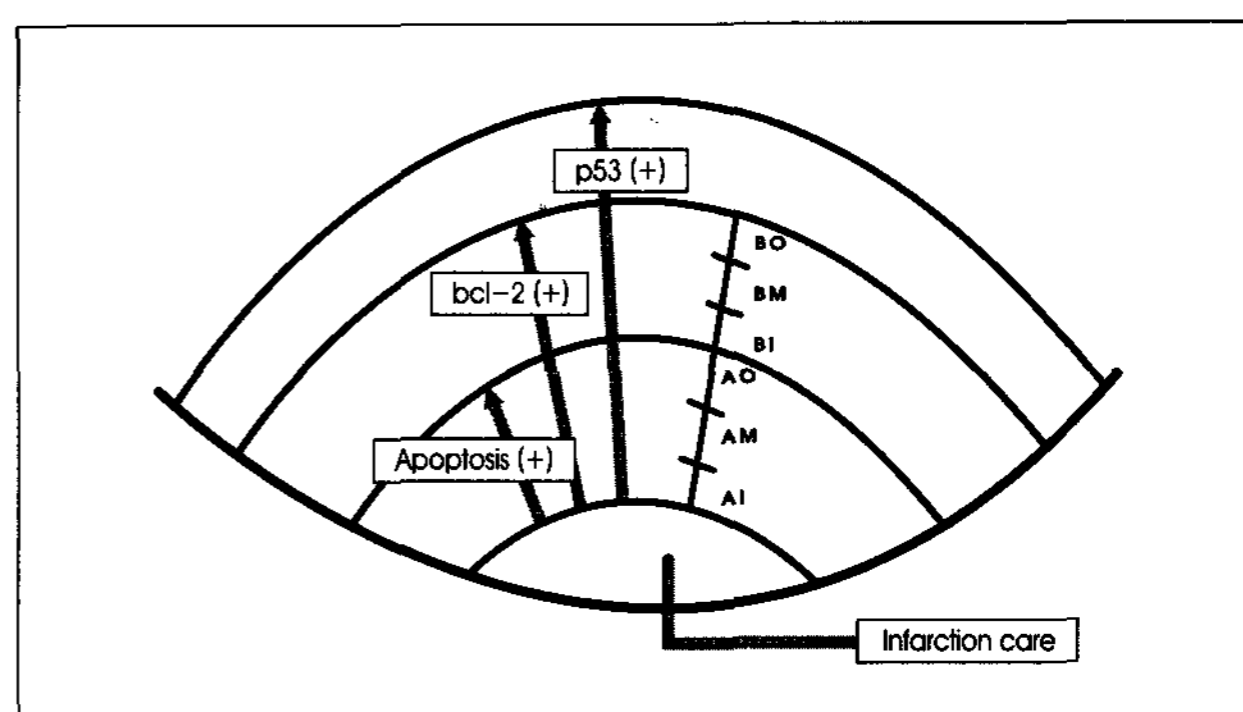 p53 (+)
BO
bcl-2 (+)
BM
BI
AO
AM
Apoptosis (+)
AI
Infarction care